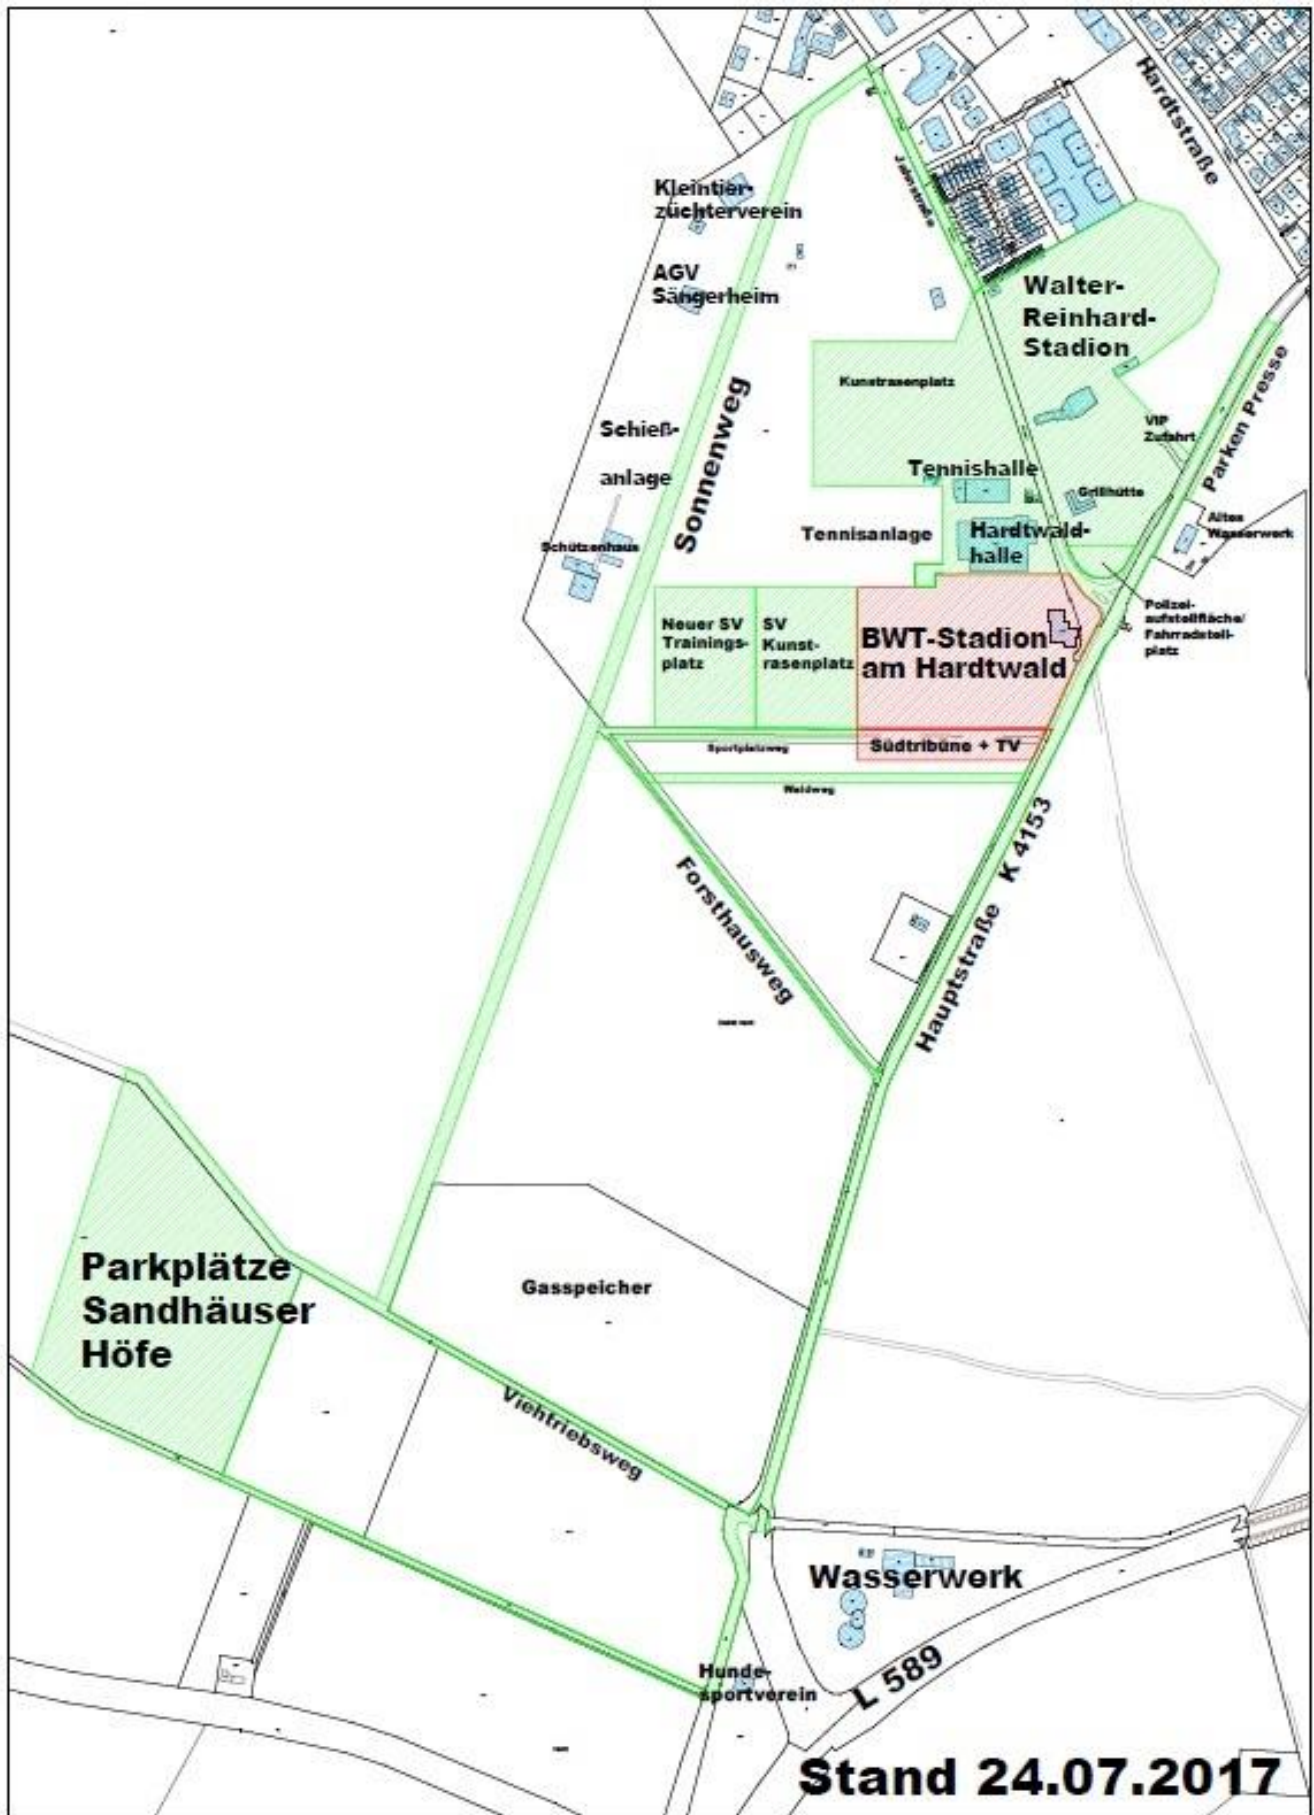 Hardtstraße
Kleintier-
züchterverein
Jahnstraße
AGV
Sängerheim
Walter-
Reinhard-
Stadion
Kunstrasenplatz
Sonnenweg
Parken Presse
VIP
Zufahrt
Schieß-
anlage
Tennishalle
Grillhütte
Tennisanlage
Hardtwald-
halle
Altes
Wasserwerk
Schützenhaus
Polizei-
aufstellfläche/
Fahrradstell-
platz
Neuer SV
Trainings-
platz
SV
Kunst-
rasenplatz
BWT-Stadion
am Hardtwald
Sportplatzweg
Südtribüne + TV
Waldweg
Forsthausweg
Hauptstraße K 4153
Parkplätze
Sandhäuser
Höfe
Gasspeicher
Viehtriebsweg
Wasserwerk
Hunde-
sportverein
L 589
Stand 24.07.2017